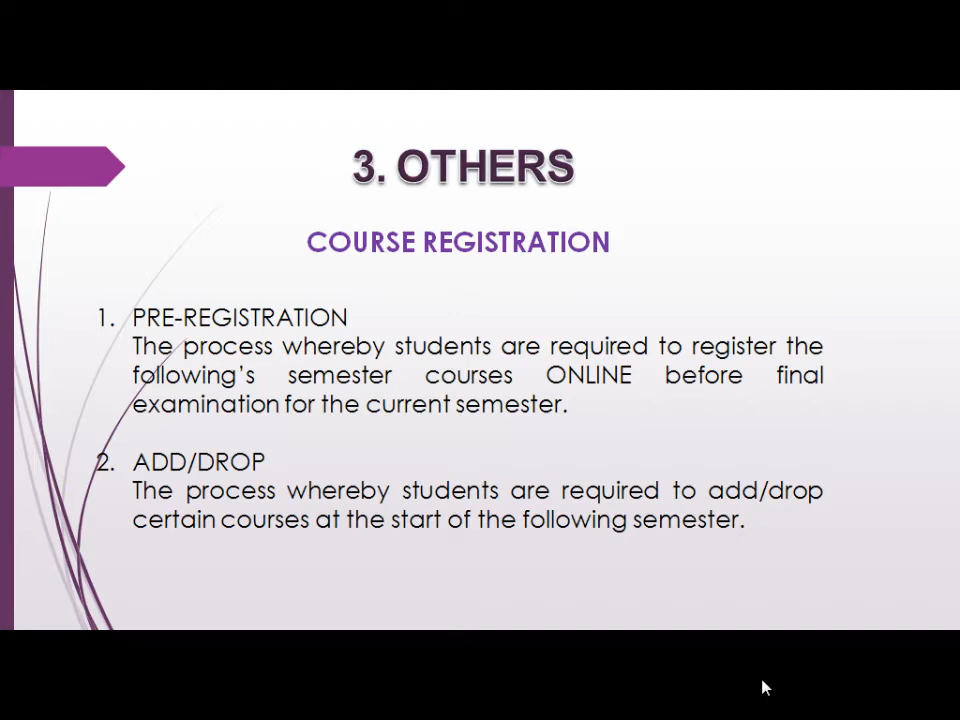 3. OTHERS
COURSE REGISTRATION
1. PRE-REGISTRATION
The process whereby students are required to register the
following's semester courses ONLINE before final
examination for the current semester.
2. ADD/DROP
The process whereby students are required to add/drop
certain courses at the start of the following semester.